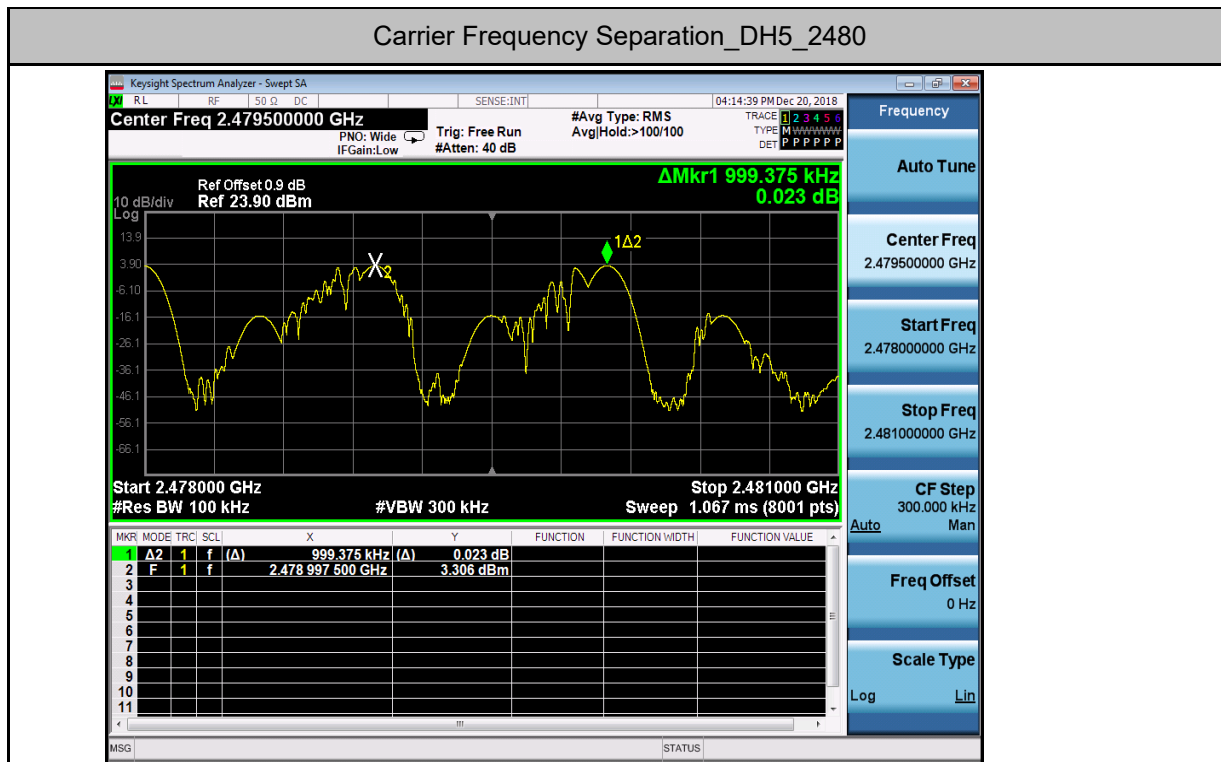 Carrier Frequency Separation_DH5_2480
Keysight Spectrum Analyzer - Swept SA
LXI RL RF 50 Ω DC SENSE:INT 04:14:39 PM Dec 20, 2018
Center Freq 2.479500000 GHz #Avg Type: RMS TRACE 1 2 3 4 5 6
PNO: Wide Trig: Free Run Avg|Hold:>100/100 TYPE M W W W W W
IFGain:Low #Atten: 40 dB DET P P P P P P
ΔMkr1 999.375 kHz
0.023 dB
Ref Offset 0.9 dB
10 dB/div Ref 23.90 dBm
Log
13.9
3.90
-6.10
-16.1
-26.1
-36.1
-46.1
-56.1
-66.1
1Δ2
X2
Start 2.478000 GHz Stop 2.481000 GHz
#Res BW 100 kHz #VBW 300 kHz Sweep 1.067 ms (8001 pts)
MKR MODE TRC SCL X Y FUNCTION FUNCTION WIDTH FUNCTION VALUE
1 Δ2 1 f (Δ) 999.375 kHz (Δ) 0.023 dB
2 F 1 f 2.478 997 500 GHz 3.306 dBm
3
4
5
6
7
8
9
10
11
MSG STATUS
Frequency
Auto Tune
Center Freq
2.479500000 GHz
Start Freq
2.478000000 GHz
Stop Freq
2.481000000 GHz
CF Step
300.000 kHz
Auto Man
Freq Offset
0 Hz
Scale Type
Log Lin